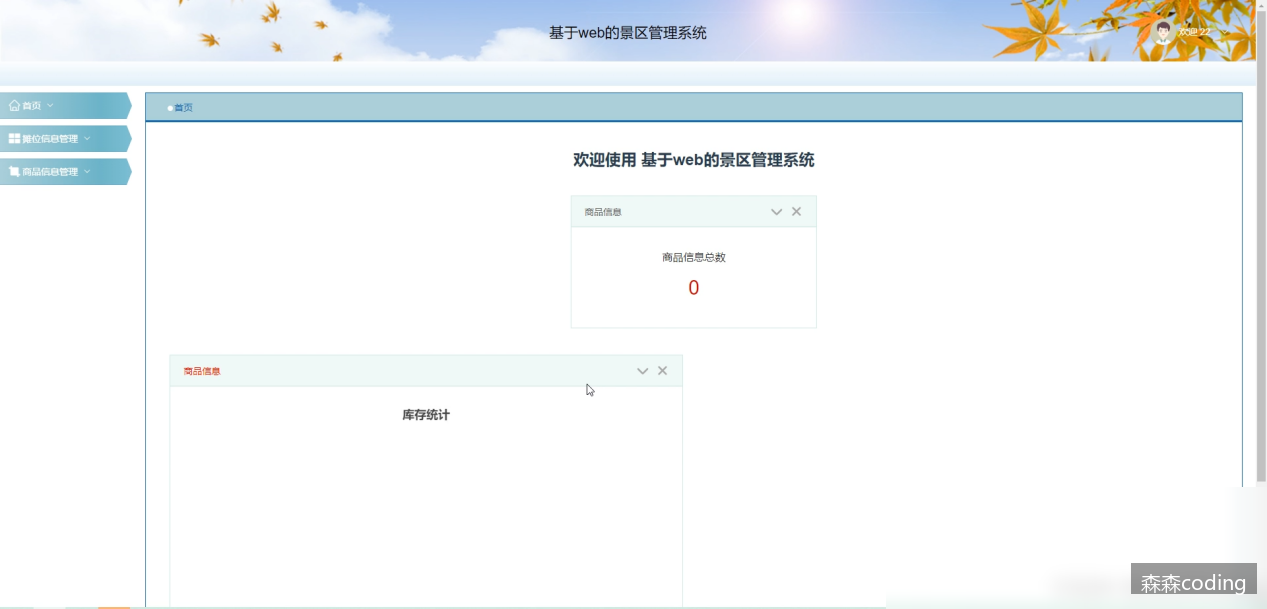 基于web的景区管理系统
欢迎 22
首页
首页
摊位信息管理
商品信息管理
欢迎使用 基于web的景区管理系统
商品信息
商品信息总数
0
商品信息
库存统计
森森coding